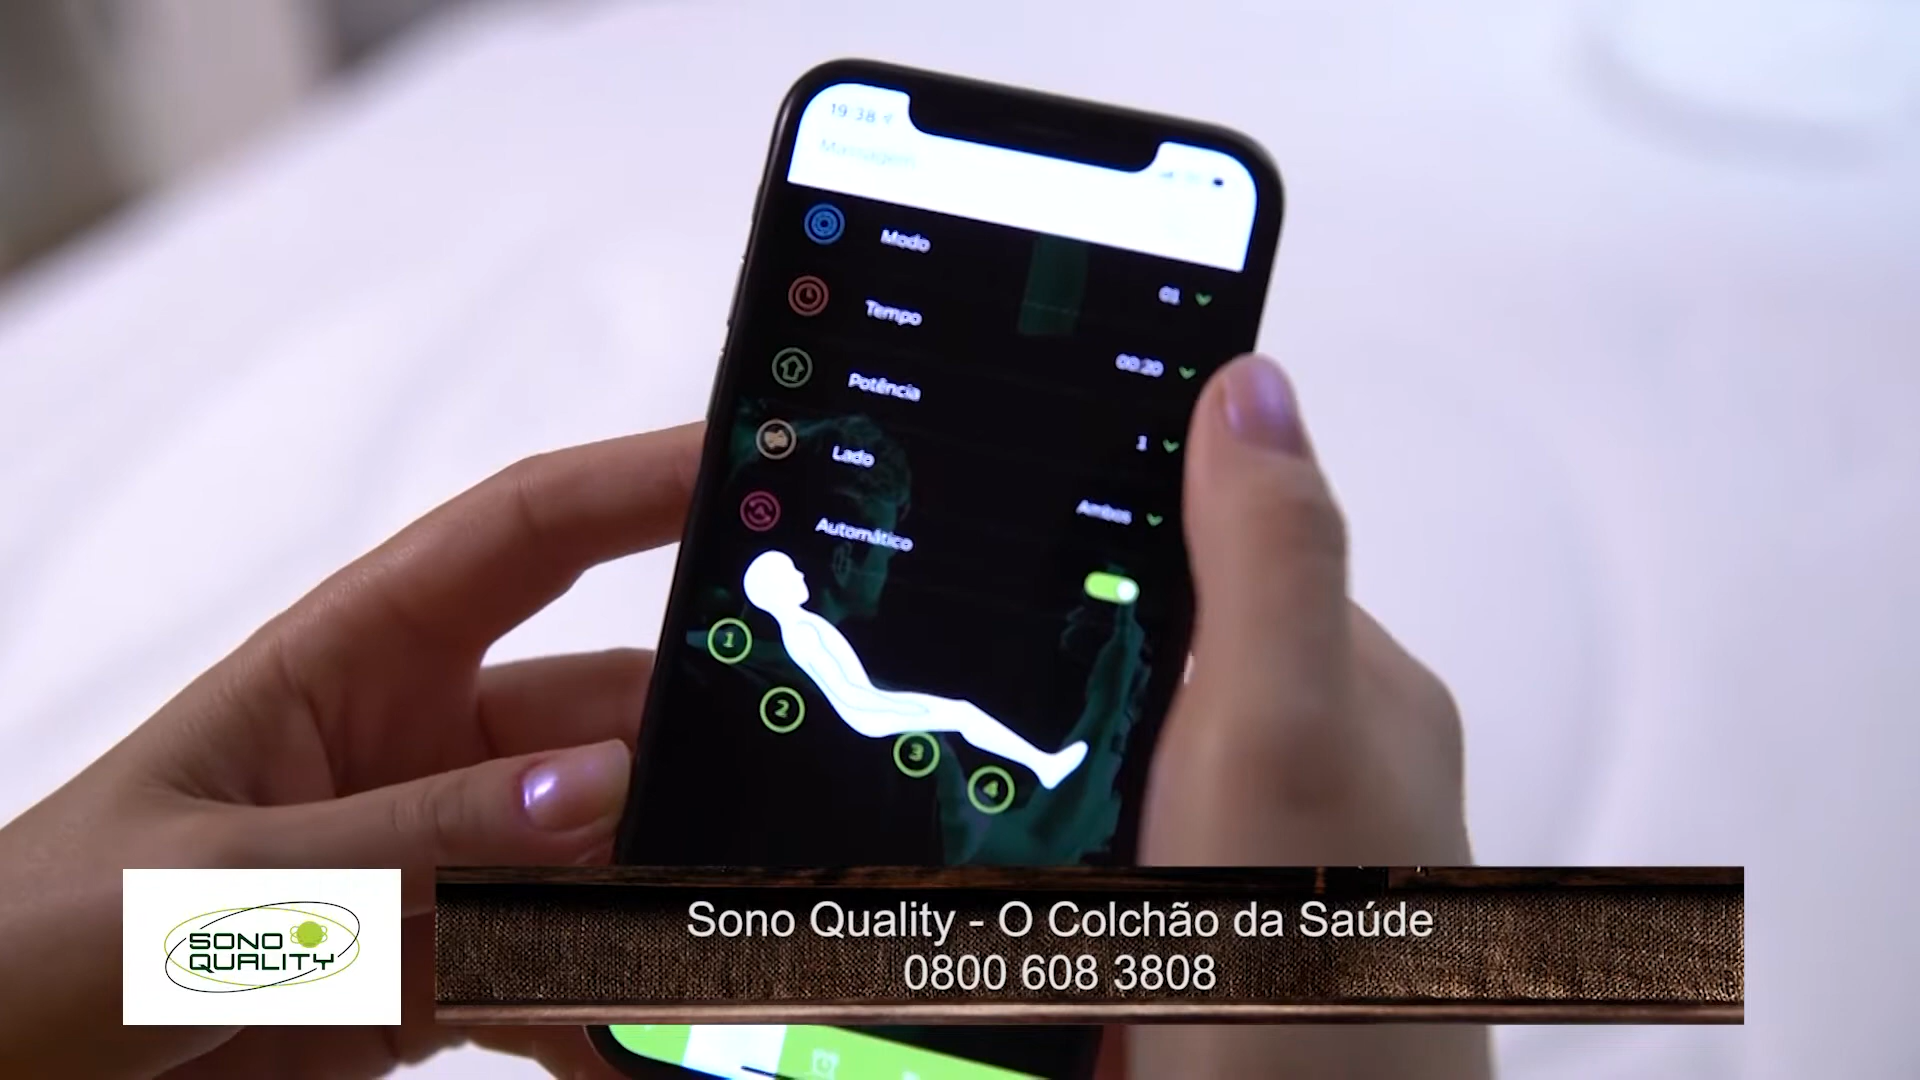 19:38
Massagem
Modo
01
Tempo
00:20
Potência
1
Lado
Ambos
Automático
1
2
3
4
SONO
QUALITY
Sono Quality - O Colchão da Saúde
0800 608 3808